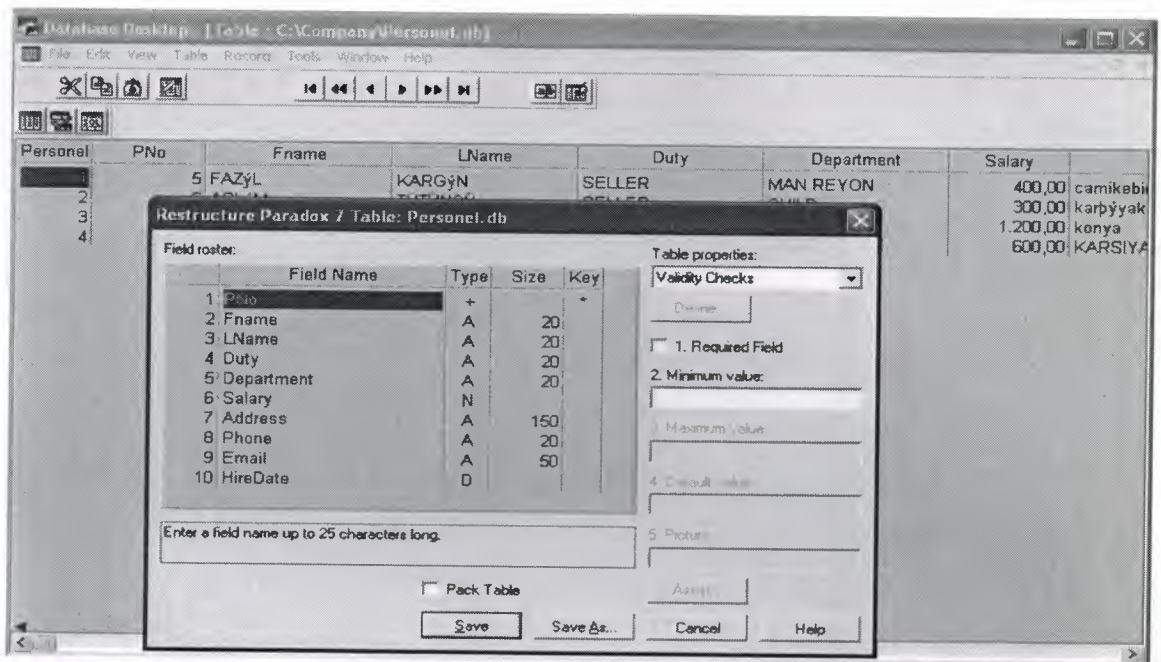 Database Desktop - [Table : C:\Company\Personel.db]
File Edit View Table Record Tools Window Help
Personel PNo Fname LName Duty Department Salary
1 5 FAZýL KARGýN SELLER MAN REYON 400,00 camikebir
2 SELLER CHILD 300,00 karþýyak
3 1.200,00 konya
4 600,00 KARSIYA
Restructure Paradox 7 Table: Personel.db
Field roster:
Field Name Type Size Key
1 PNo + *
2 Fname A 20
3 LName A 20
4 Duty A 20
5 Department A 20
6 Salary N
7 Address A 150
8 Phone A 20
9 Email A 50
10 HireDate D
Enter a field name up to 25 characters long.
Pack Table
Table properties:
Validity Checks
Define...
1. Required Field
2. Minimum value:
3. Maximum value:
4. Default value:
5. Picture:
Assist...
Save Save As... Cancel Help